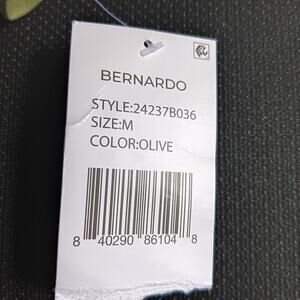 BERNARDO
STYLE:24237B036
SIZE:M
COLOR:OLIVE
8 40290 86104 8